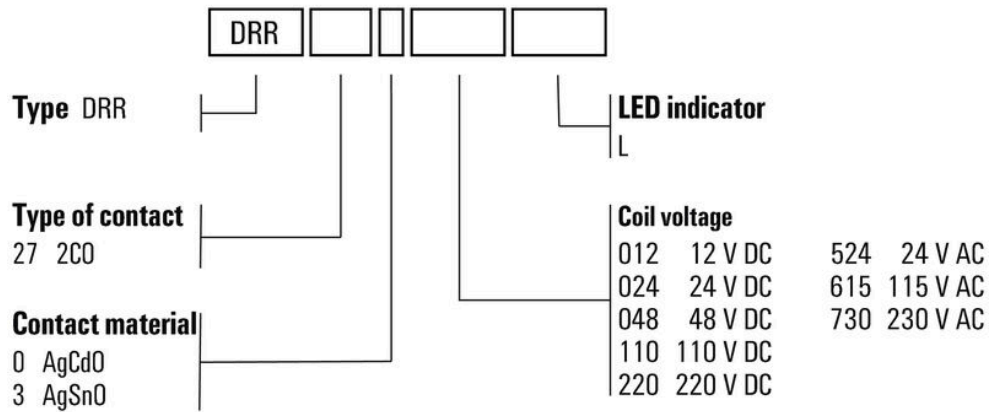 DRR
Type DRR
LED indicator
L
Type of contact
27 2CO
Contact material
0 AgCdO
3 AgSnO
Coil voltage
012 12 V DC 524 24 V AC
024 24 V DC 615 115 V AC
048 48 V DC 730 230 V AC
110 110 V DC
220 220 V DC